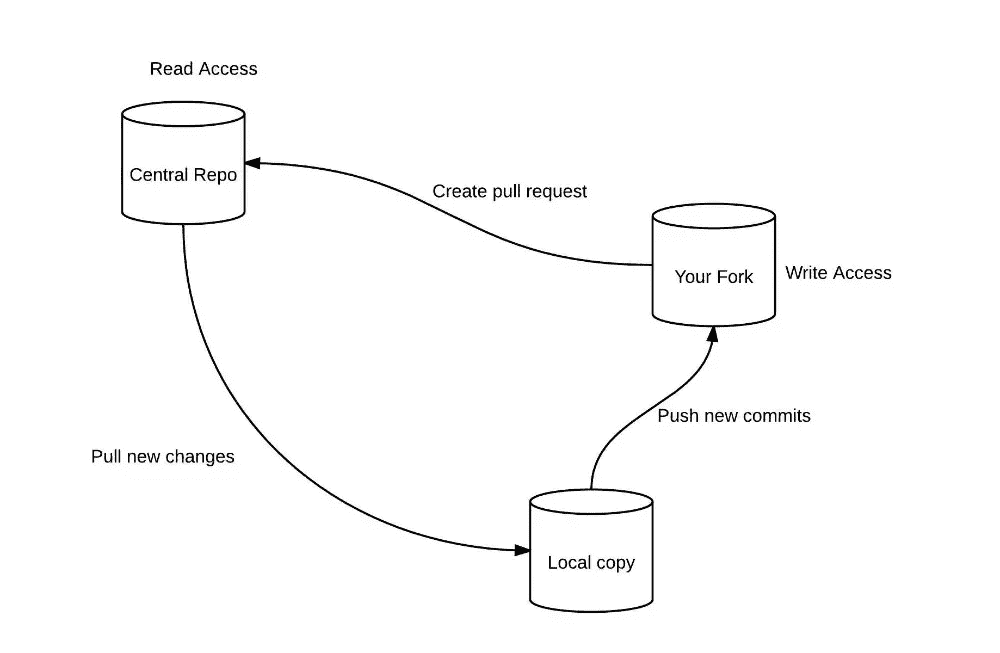 Read Access
Central Repo
Create pull request
Your Fork
Write Access
Push new commits
Pull new changes
Local copy